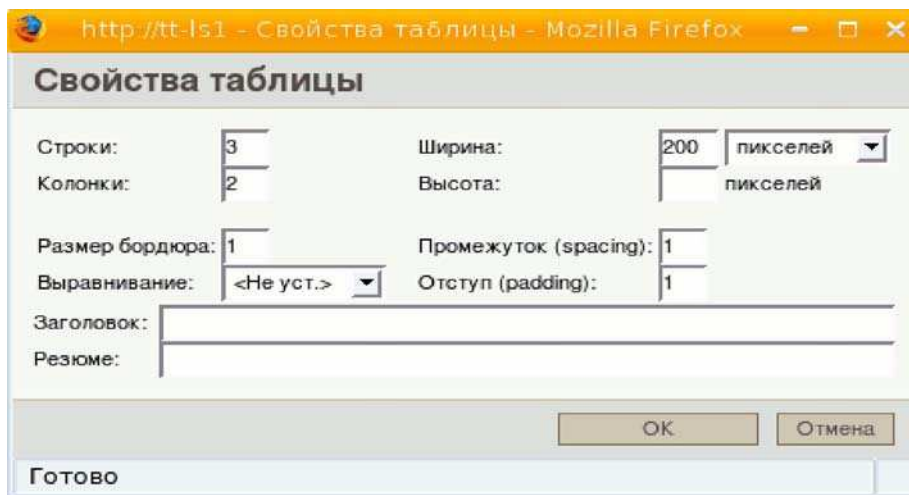 http://tt-ls1 - Свойства таблицы - Mozilla Firefox
Свойства таблицы
Строки: 3 Ширина: 200 пикселей
Колонки: 2 Высота: пикселей
Размер бордюра: 1 Промежуток (spacing): 1
Выравнивание: <Не уст.> Отступ (padding): 1
Заголовок:
Резюме:
OK Отмена
Готово